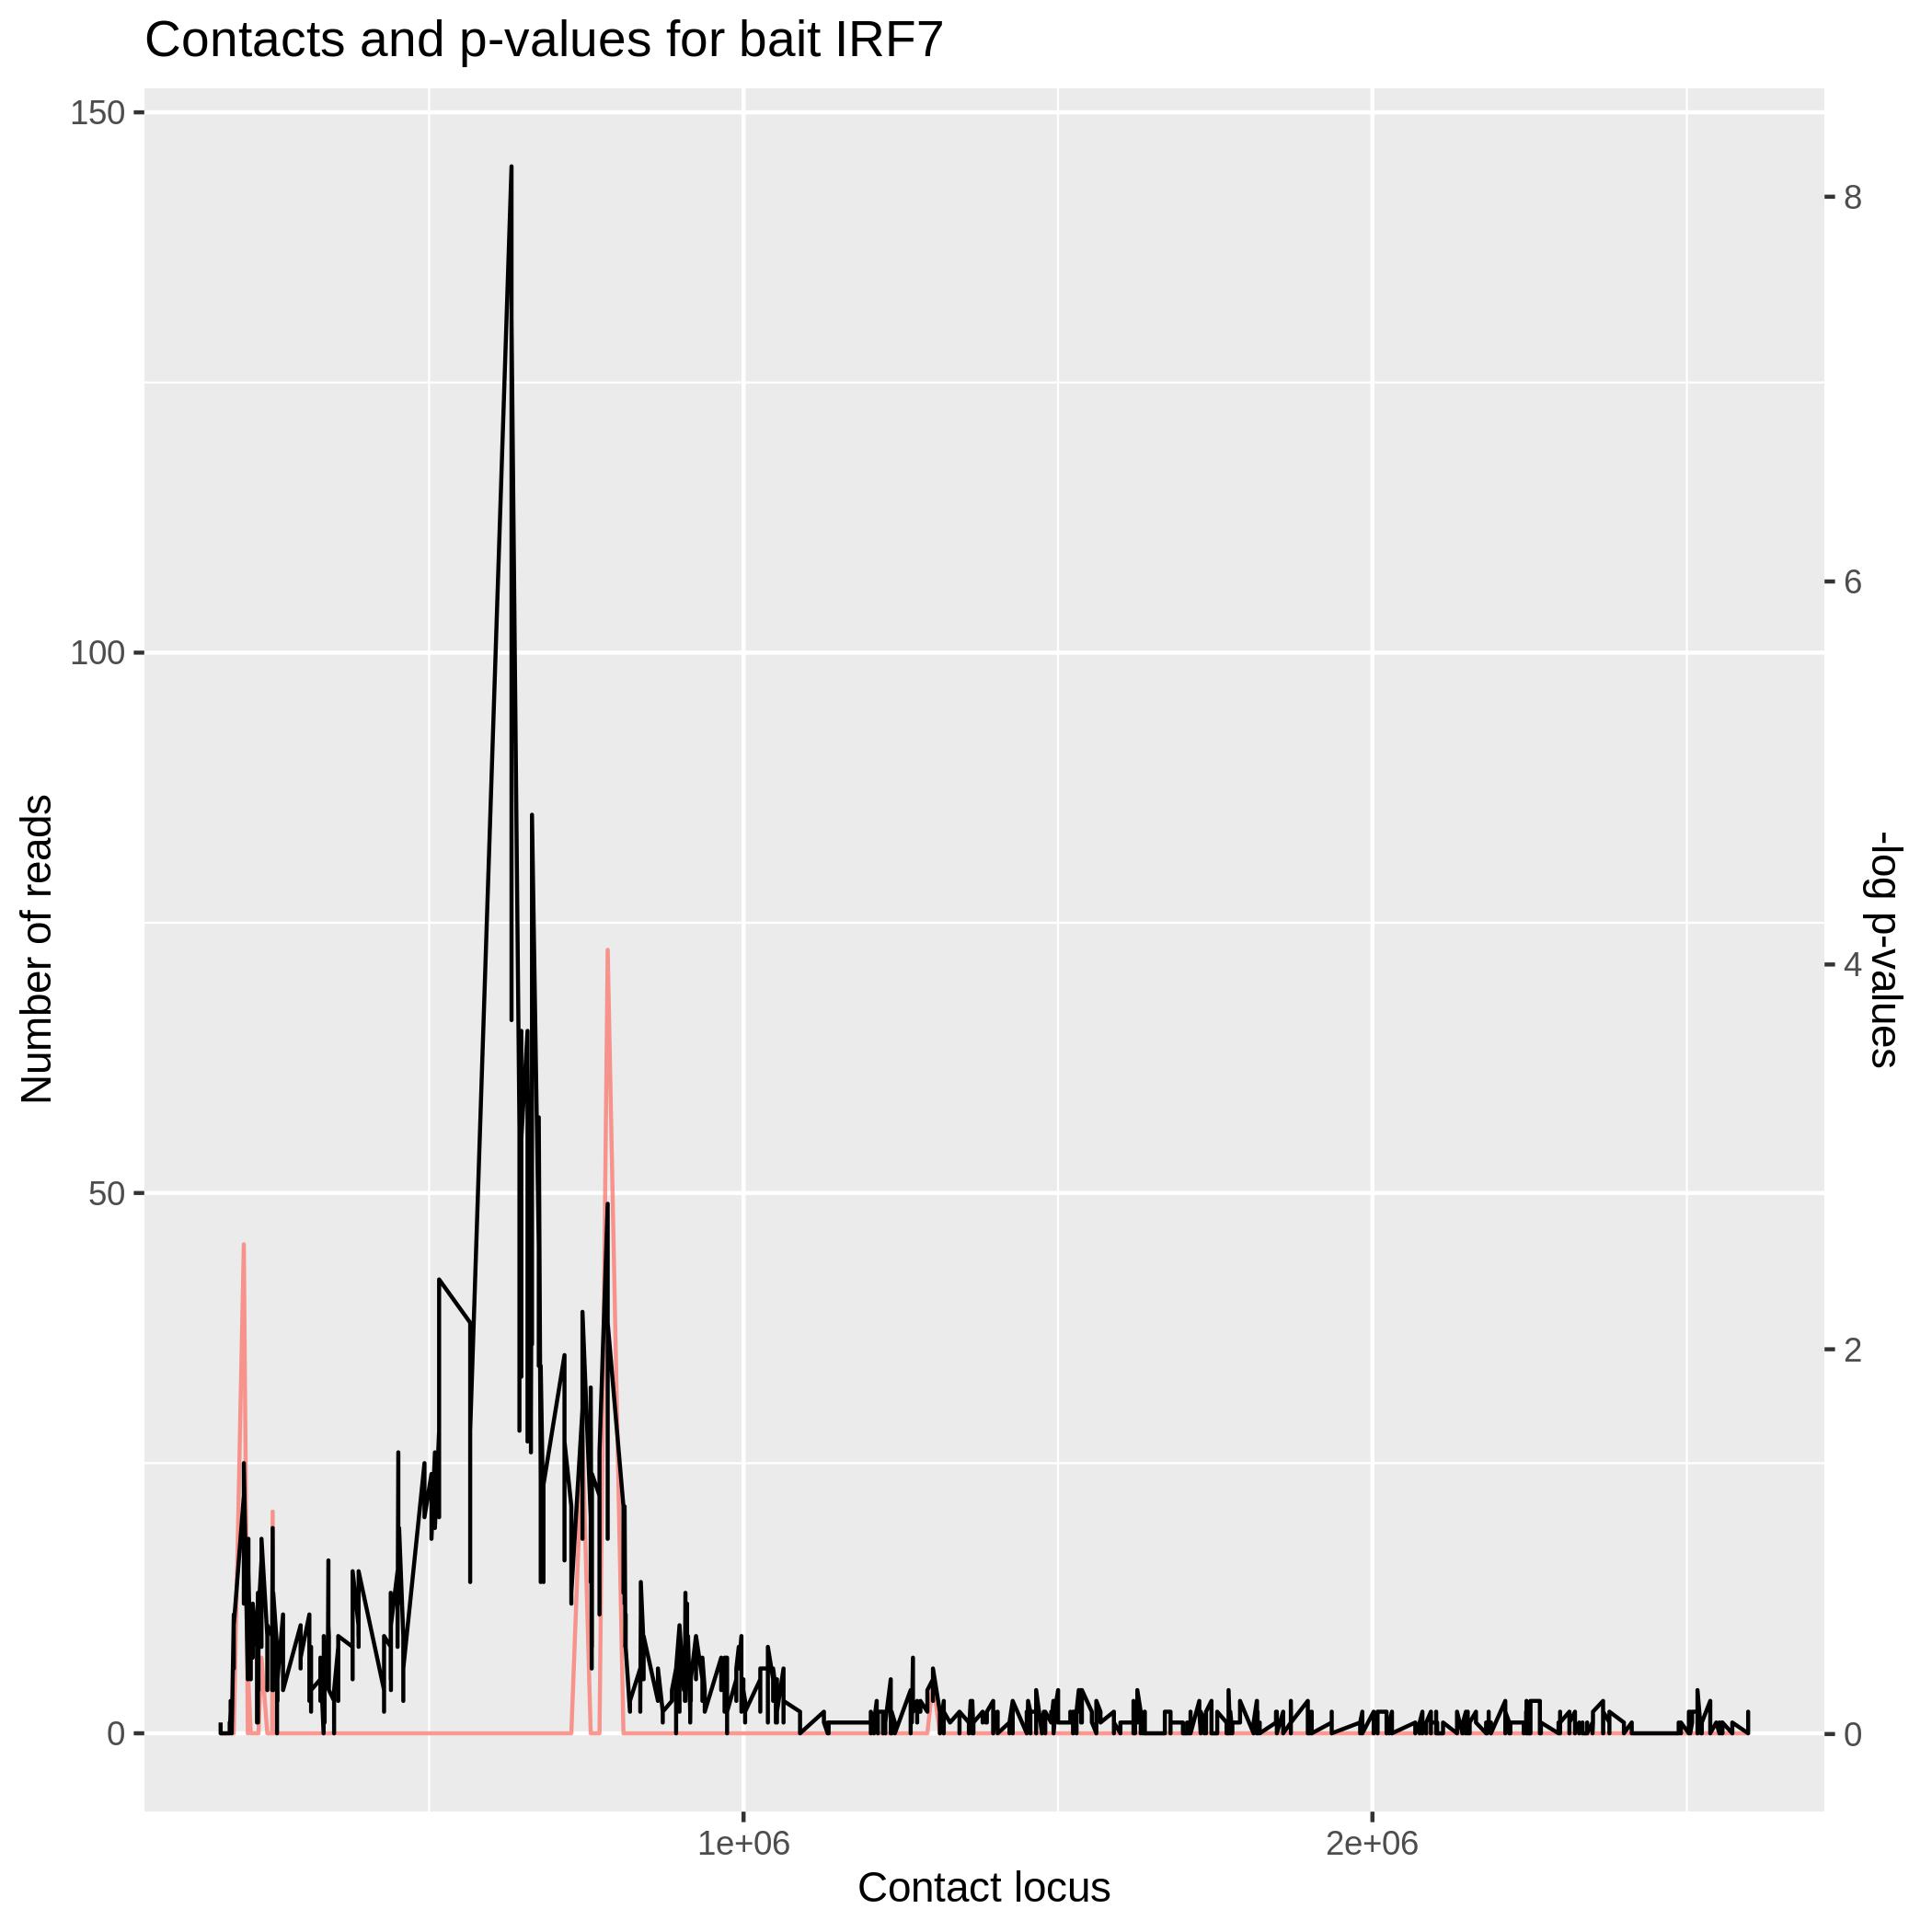 Contacts and p-values for bait IRF7
150
100
50
0
Number of reads
8
6
4
2
0
-log p-values
1e+06
2e+06
Contact locus